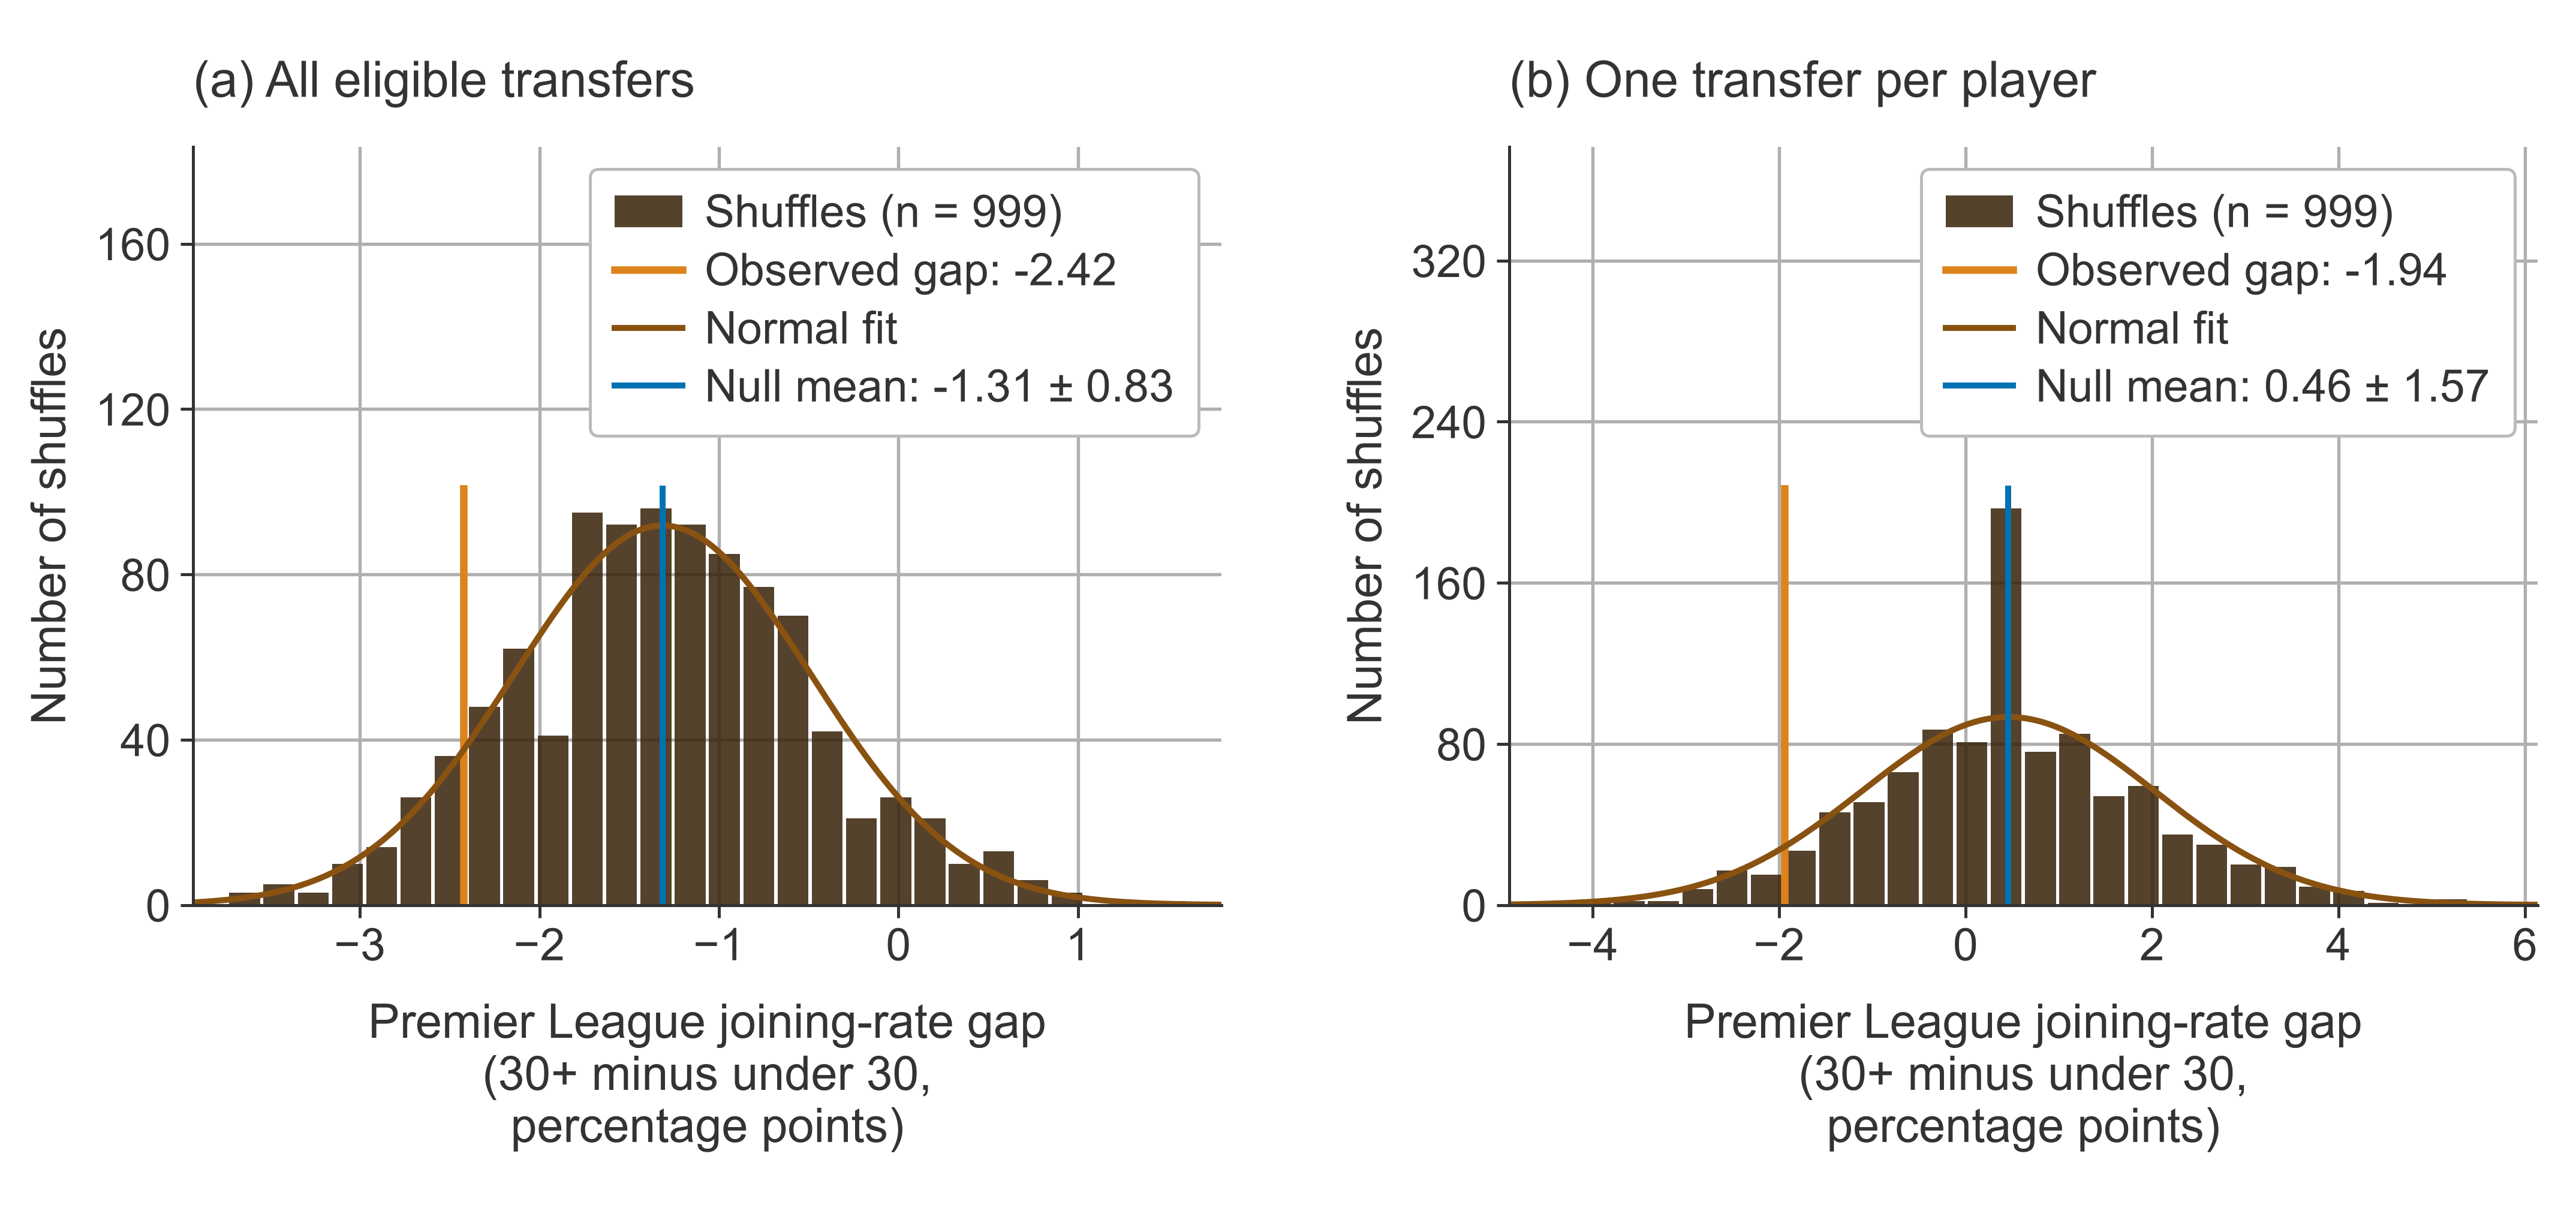 (a) All eligible transfers
Number of shuffles
160
120
80
40
0
Shuffles (n = 999)
Observed gap: -2.42
Normal fit
Null mean: -1.31 ± 0.83
−3
−2
−1
0
1
Premier League joining-rate gap
(30+ minus under 30,
percentage points)
(b) One transfer per player
Number of shuffles
320
240
160
80
0
Shuffles (n = 999)
Observed gap: -1.94
Normal fit
Null mean: 0.46 ± 1.57
−4
−2
0
2
4
6
Premier League joining-rate gap
(30+ minus under 30,
percentage points)